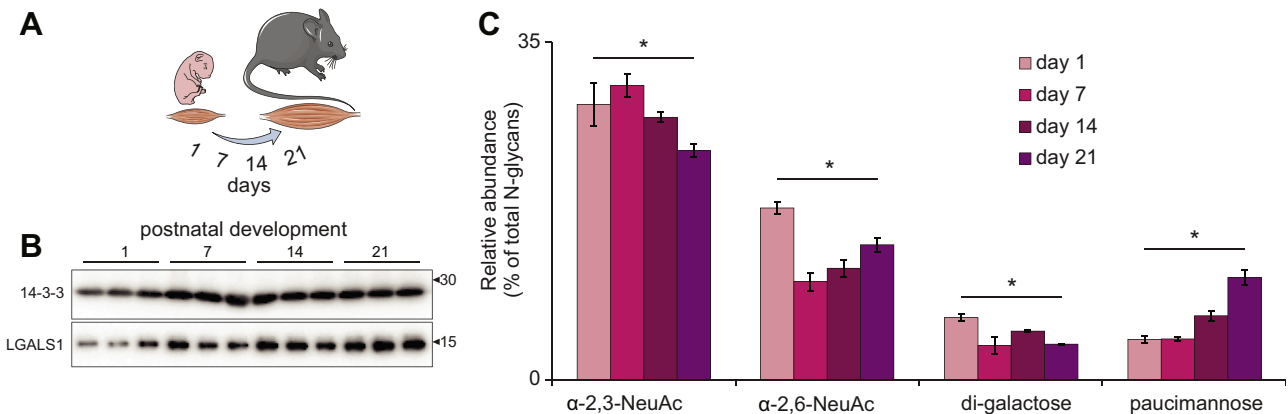 A
1
7
14
21
days
B
postnatal development
1 7 14 21
14-3-3
30
LGALS1
15
C
Relative abundance
(% of total N-glycans)
35
0
*
*
*
*
day 1
day 7
day 14
day 21
α-2,3-NeuAc
α-2,6-NeuAc
di-galactose
paucimannose